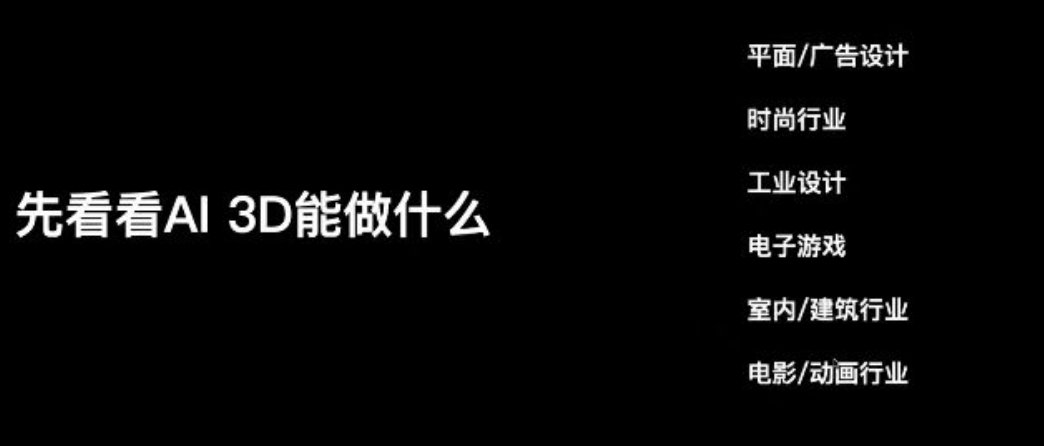 先看看AI 3D能做什么
平面/广告设计
时尚行业
工业设计
电子游戏
室内/建筑行业
电影/动画行业